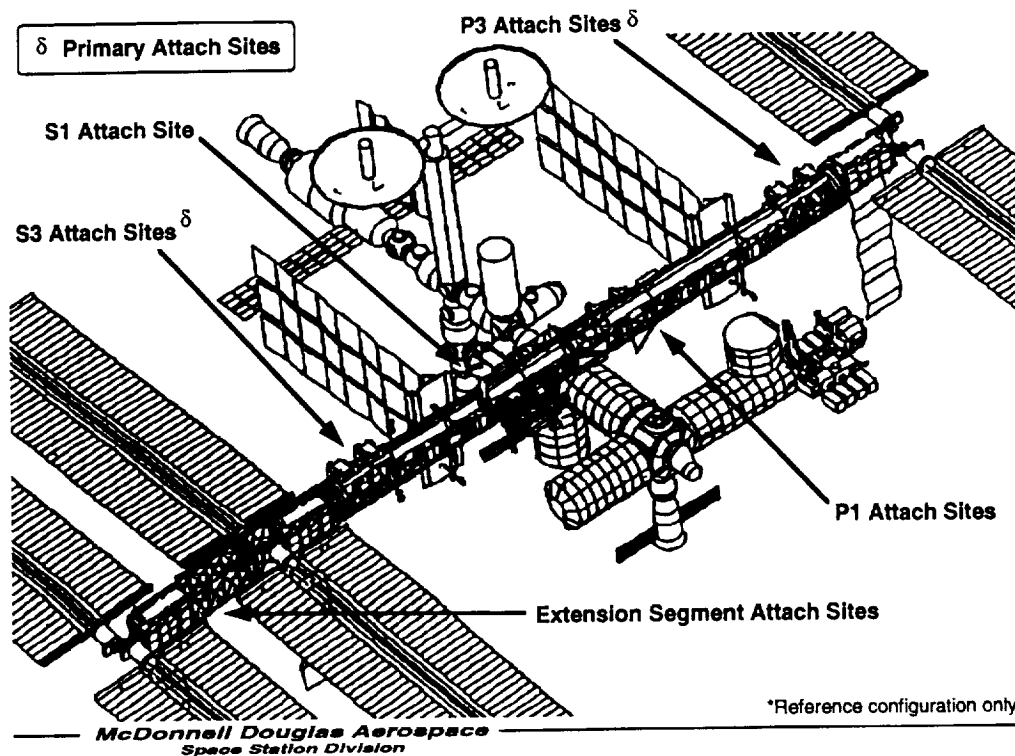 δ Primary Attach Sites
P3 Attach Sites δ
S1 Attach Site
S3 Attach Sites δ
P1 Attach Sites
Extension Segment Attach Sites
*Reference configuration only
McDonnell Douglas Aerospace
Space Station Division